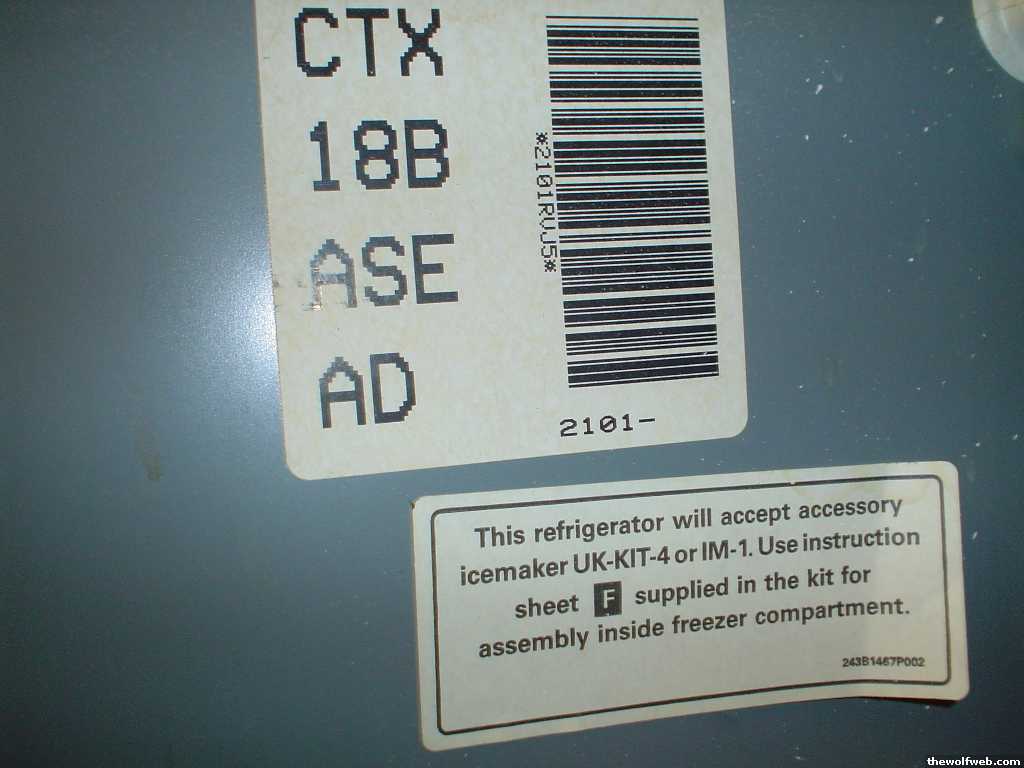 CTX
18B
ASE
AD
*2101RVJ5*
2101-
This refrigerator will accept accessory
icemaker UK-KIT-4 or IM-1. Use instruction
sheet F supplied in the kit for
assembly inside freezer compartment.
243B1467P002
thewolfweb.com